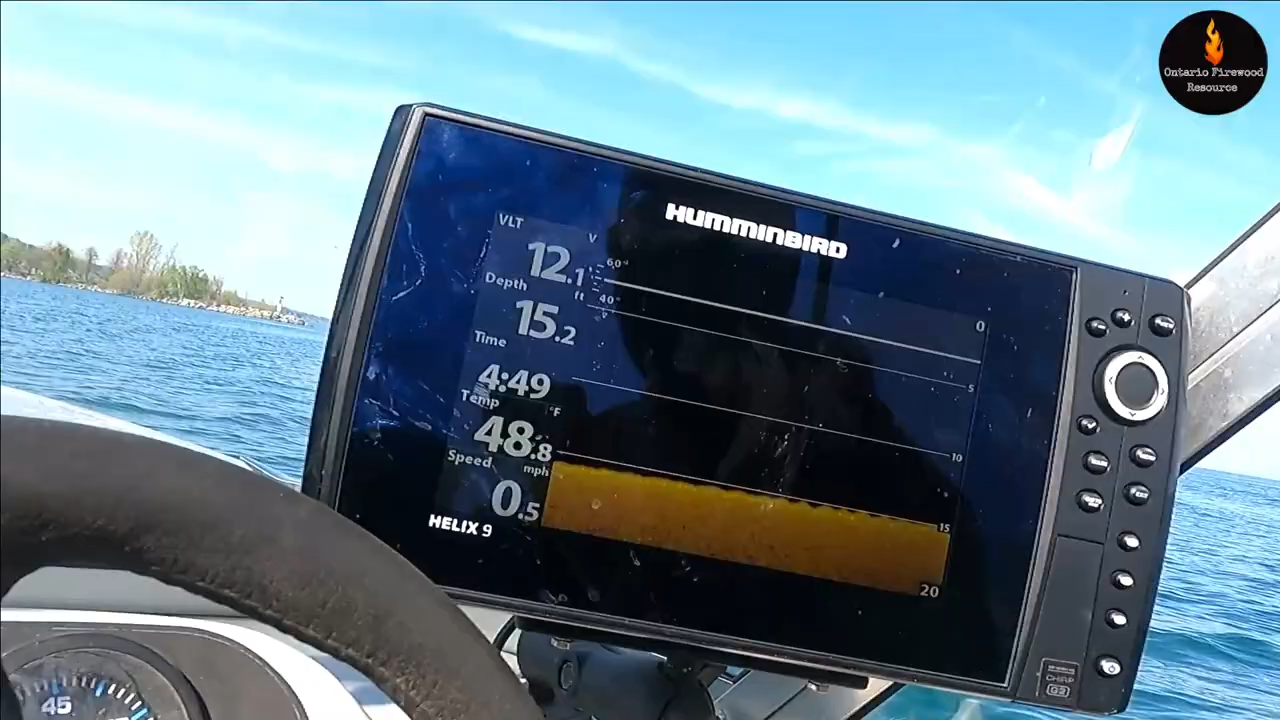 Ontario Firewood
Resource
HUMMINBIRD
VLT
V
12.1
60°
Depth
ft
40°
15.2
Time
4:49
Temp
°F
48.8
Speed
mph
0.5
HELIX 9
0
5
10
15
20
CHIRP
G2
EXIT
45